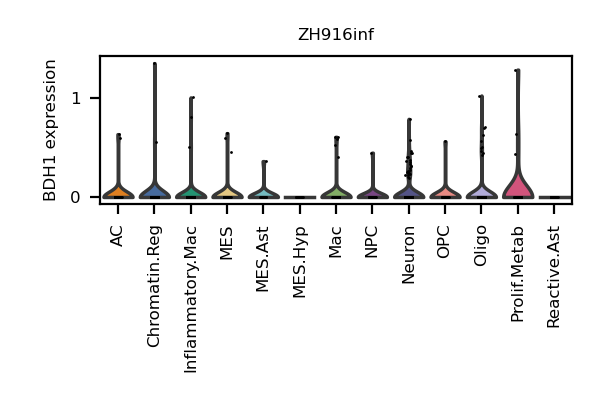 ZH916inf
BDH1 expression
1
0
AC
Chromatin.Reg
Inflammatory.Mac
MES
MES.Ast
MES.Hyp
Mac
NPC
Neuron
OPC
Oligo
Prolif.Metab
Reactive.Ast